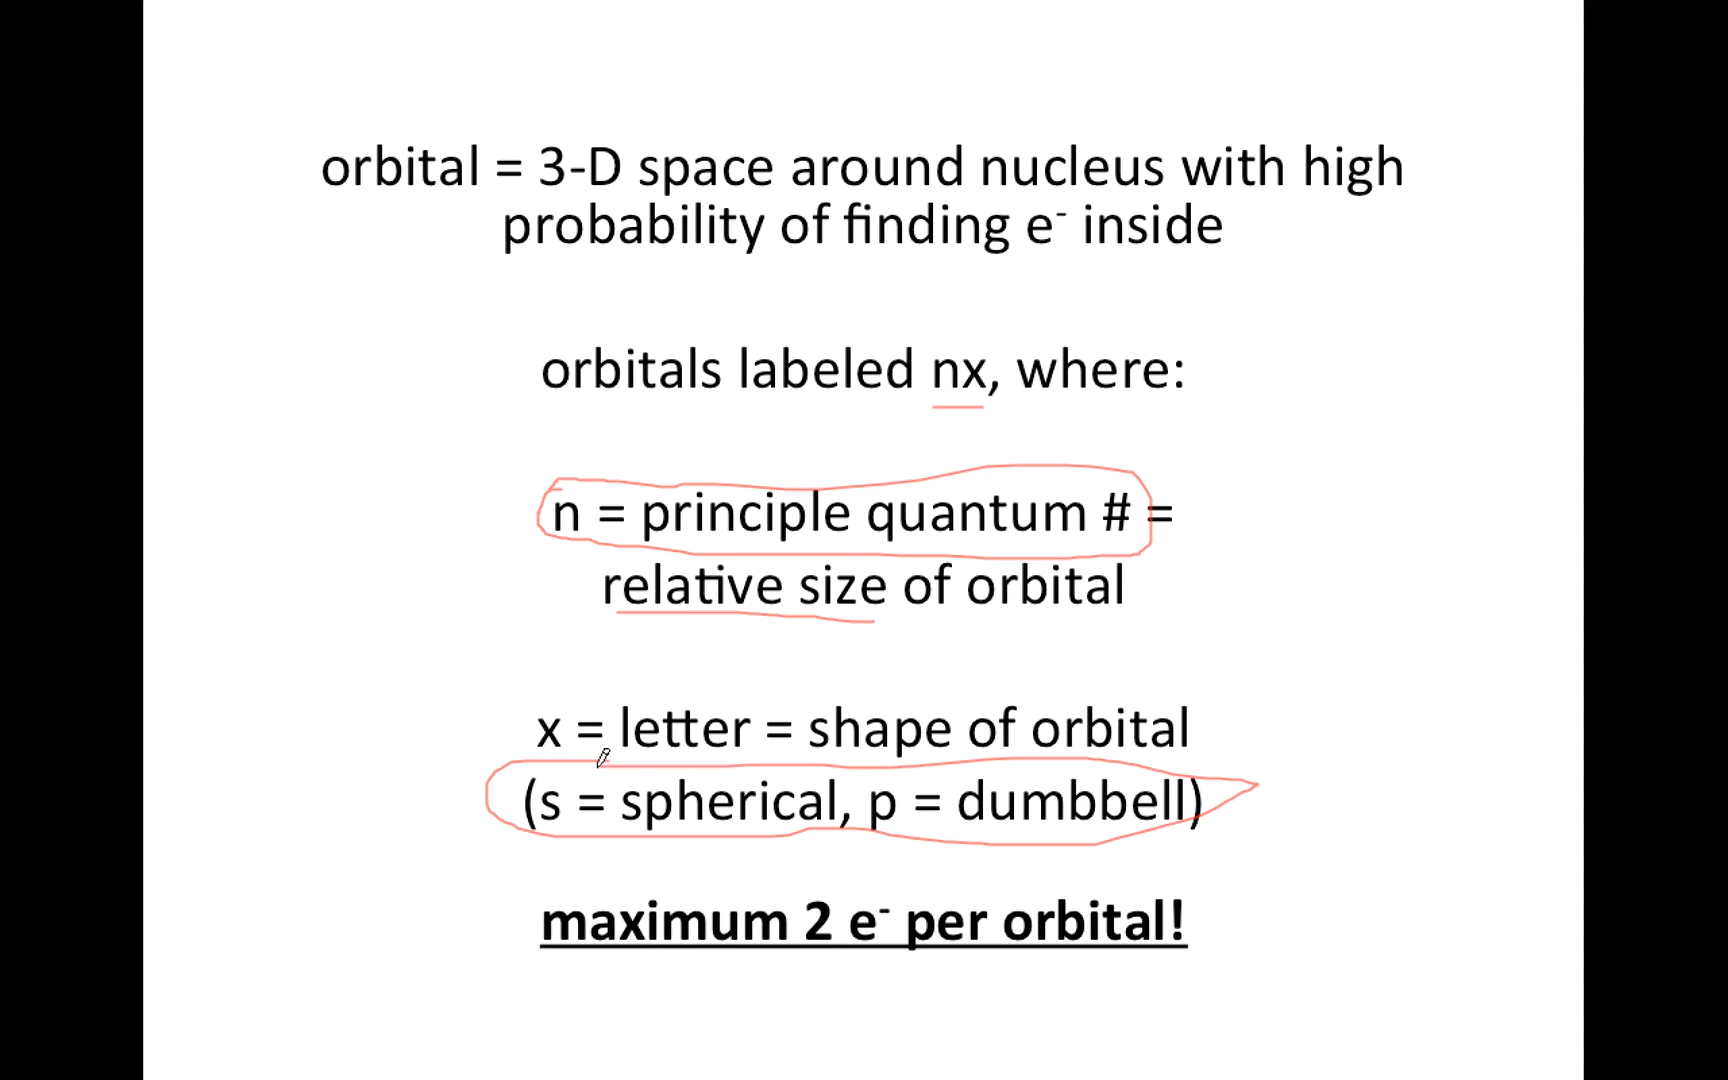 orbital = 3-D space around nucleus with high
probability of finding e⁻ inside
orbitals labeled nx, where:
n = principle quantum # =
relative size of orbital
x = letter = shape of orbital
(s = spherical, p = dumbbell)
maximum 2 e⁻ per orbital!